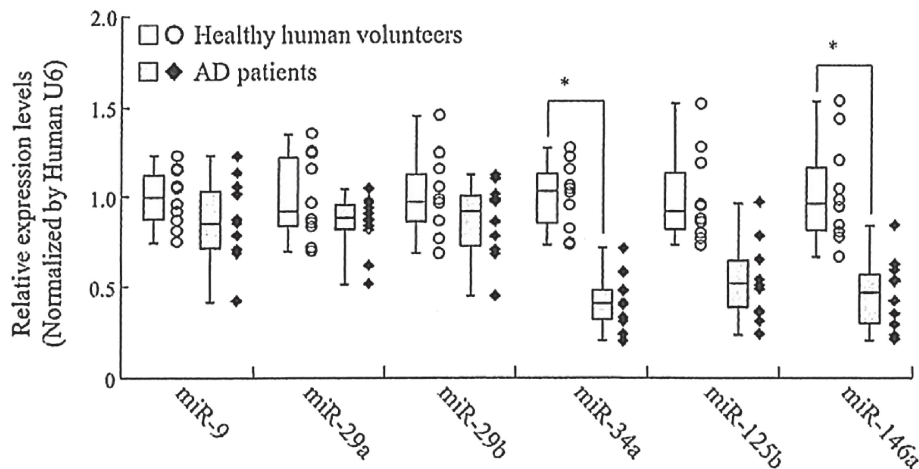 2.0
1.5
1.0
0.5
0
Relative expression levels
(Normalized by Human U6)
Healthy human volunteers
AD patients
*
*
miR-9
miR-29a
miR-29b
miR-34a
miR-125b
miR-146a